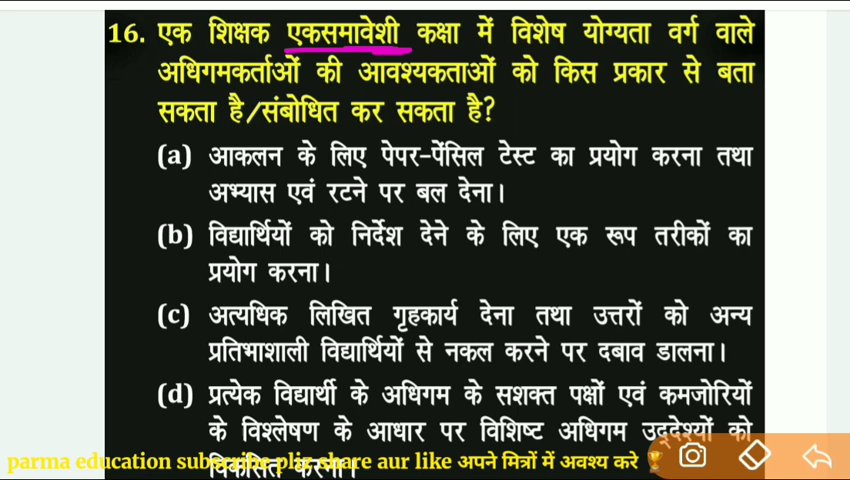 16. एक शिक्षक एकसमावेशी कक्षा में विशेष योग्यता वर्ग वाले
अधिगमकर्ताओं की आवश्यकताओं को किस प्रकार से बता
सकता है/संबोधित कर सकता है?
(a) आकलन के लिए पेपर-पेंसिल टेस्ट का प्रयोग करना तथा
अभ्यास एवं रटने पर बल देना।
(b) विद्यार्थियों को निर्देश देने के लिए एक रूप तरीकों का
प्रयोग करना।
(c) अत्यधिक लिखित गृहकार्य देना तथा उत्तरों को अन्य
प्रतिभाशाली विद्यार्थियों से नकल करने पर दबाव डालना।
(d) प्रत्येक विद्यार्थी के अधिगम के सशक्त पक्षों एवं कमजोरियों
के विश्लेषण के आधार पर विशिष्ट अधिगम उद्देश्यों को
विकसित करना।
parma education subscribe pliz share aur like अपने मित्रों में अवश्य करे